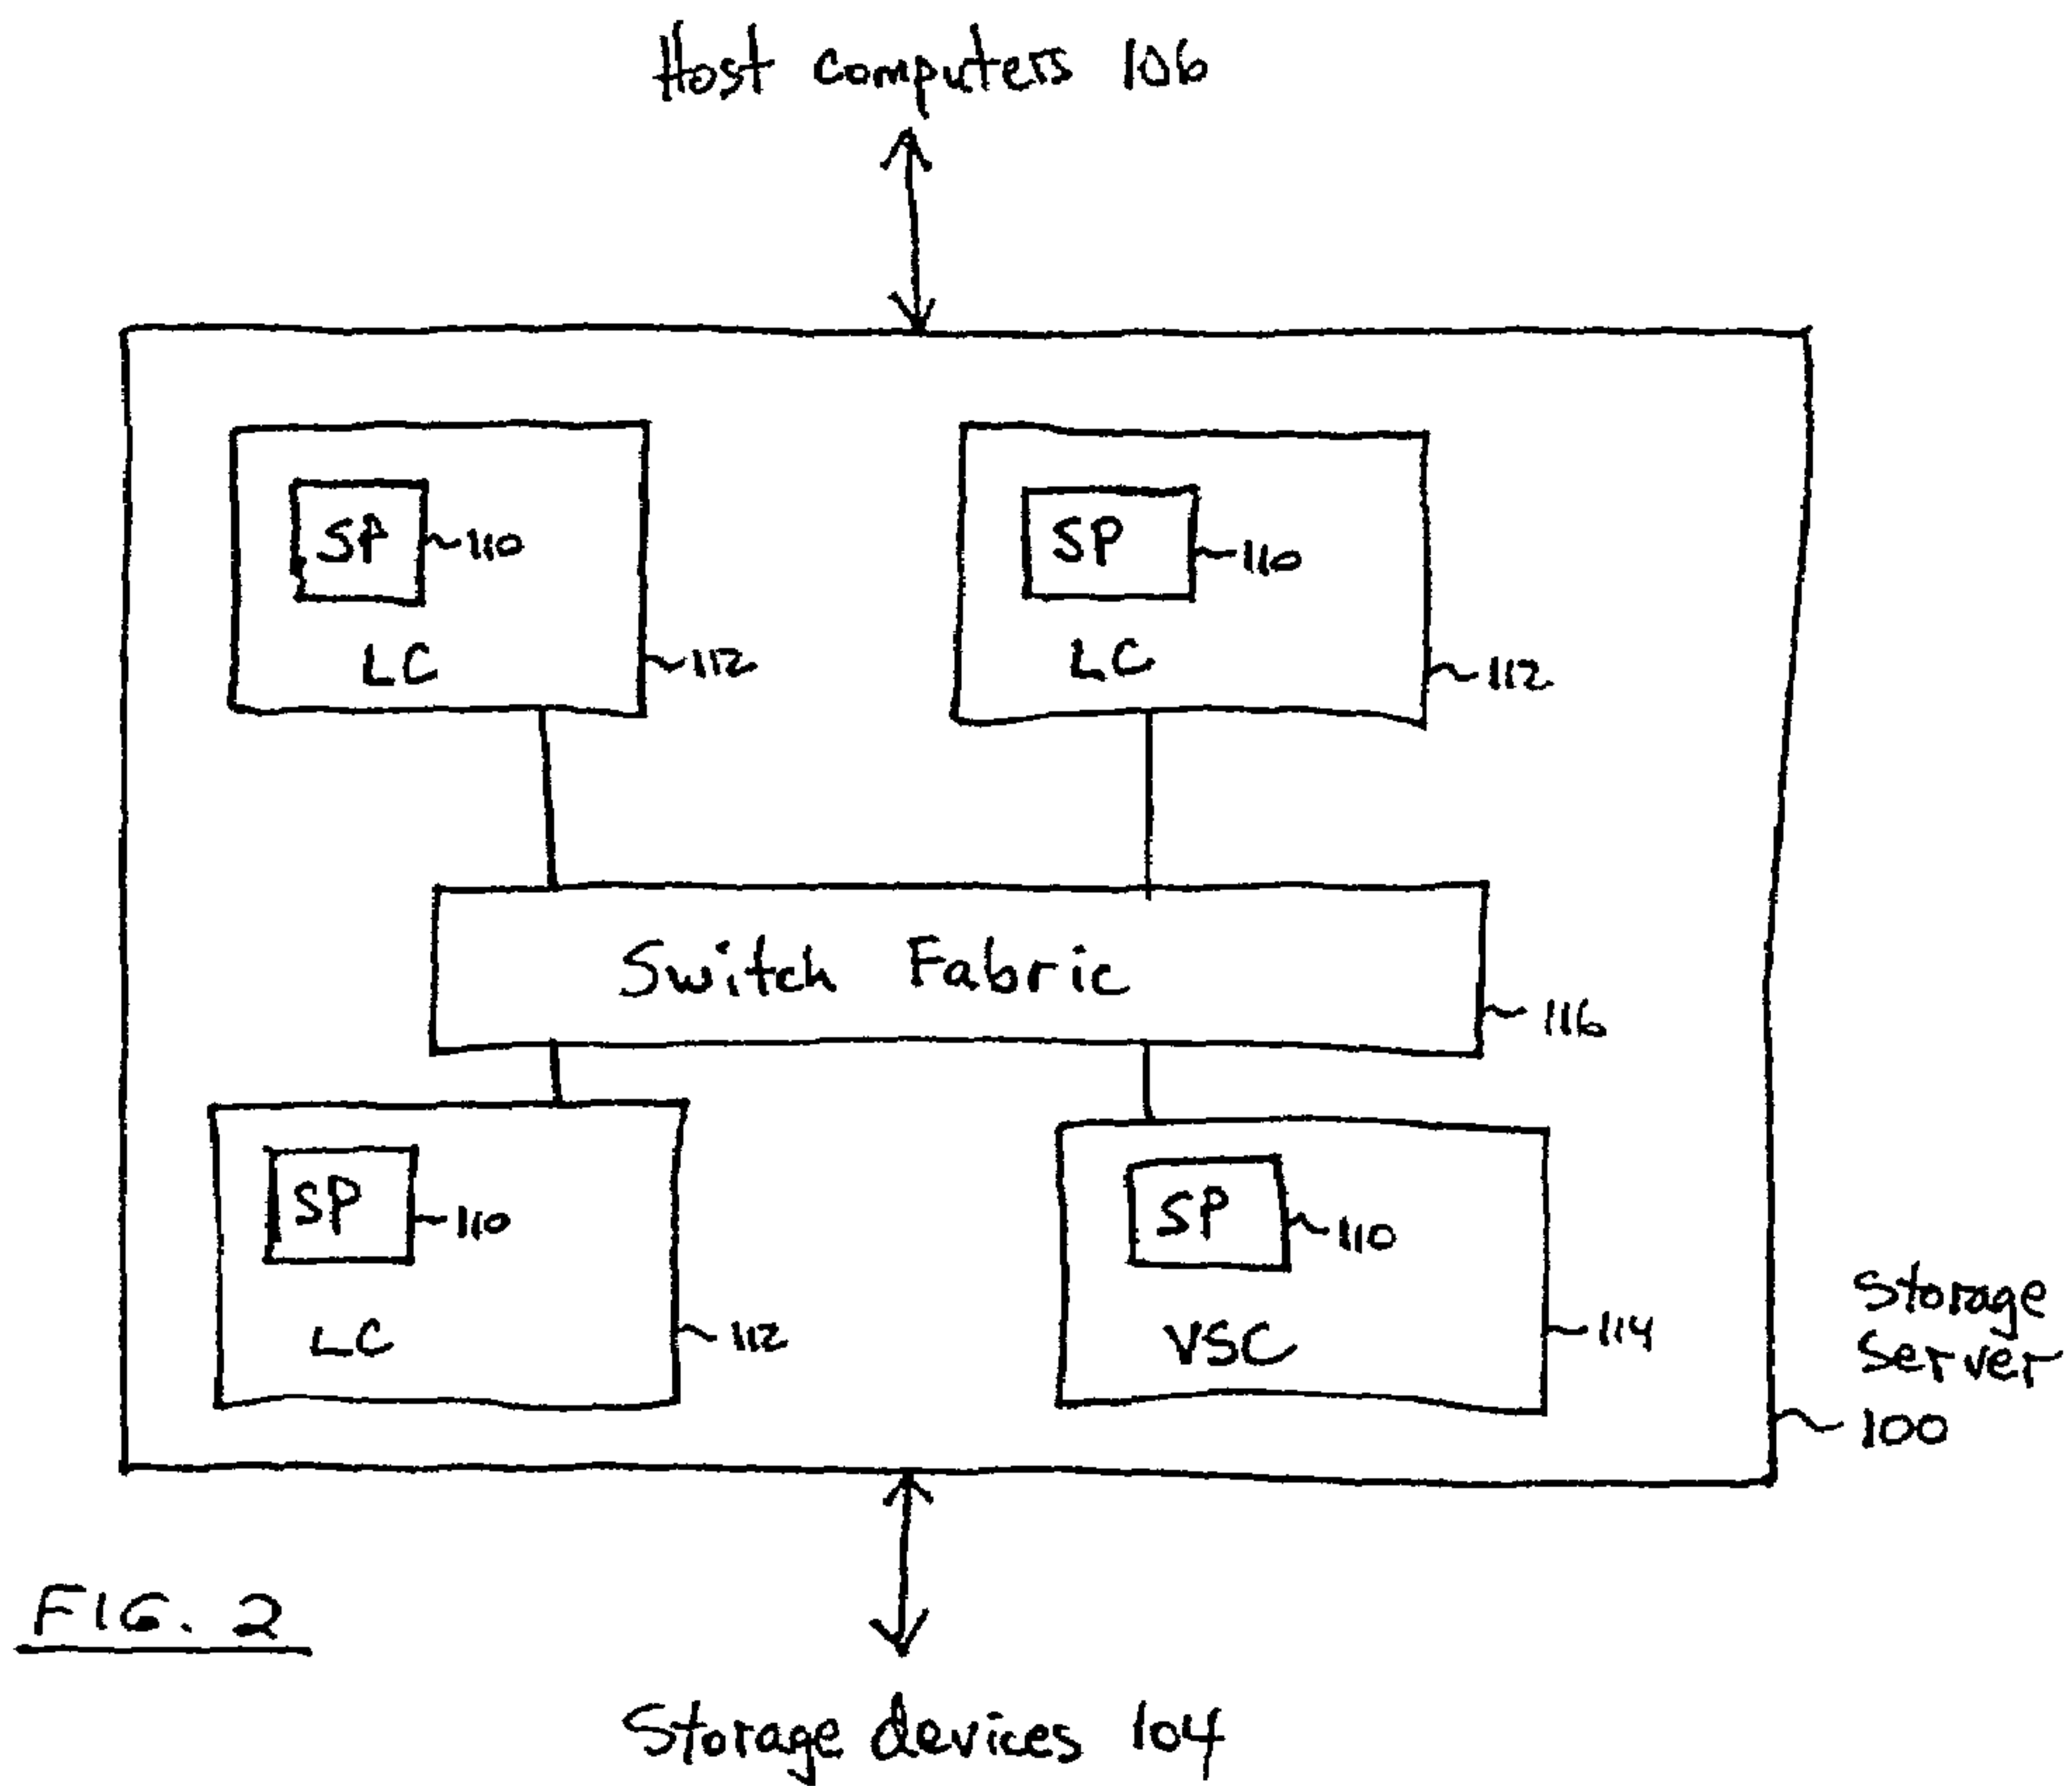 Host computers 106
SP
110
LC
112
SP
110
LC
112
Switch Fabric
116
SP
110
LC
112
SP
110
VSC
114
Storage
Server
100
FIG. 2
Storage devices 104